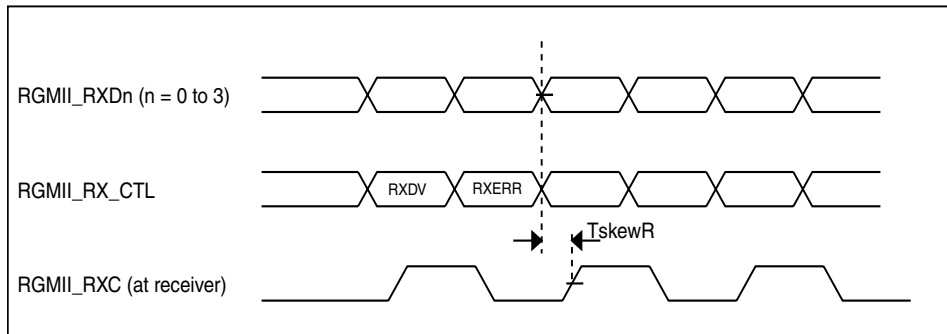 RGMII_RXDn (n = 0 to 3)
RGMII_RX_CTL
RXDV
RXERR
TskewR
RGMII_RXC (at receiver)